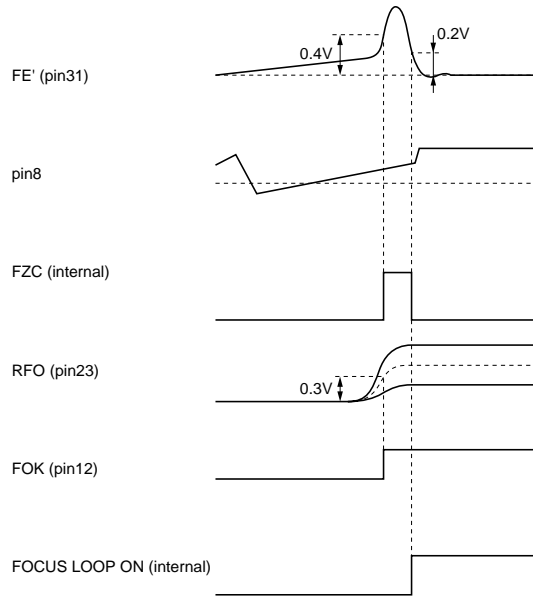 0.2V
0.4V
FE' (pin31)
pin8
FZC (internal)
RFO (pin23)
0.3V
FOK (pin12)
FOCUS LOOP ON (internal)